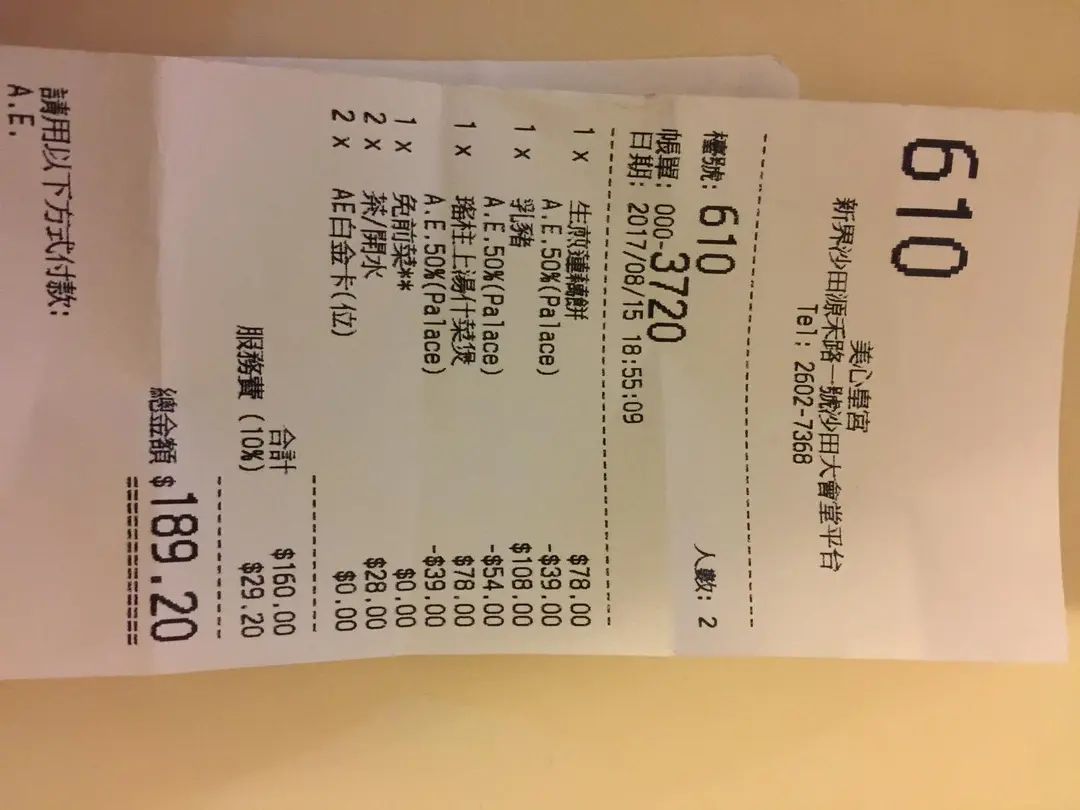 610
美心皇宮
新界沙田源禾路一號沙田大會堂平台
Tel: 2602-7368
檯號: 610 人數: 2
帳單: 000-3720
日期: 2017/08/15 18:55:09
1 x 生煎蓮藕餅 $78.00
A.E.50%(Palace) -$39.00
1 x 乳豬 $108.00
A.E.50%(Palace) -$54.00
1 x 瑤柱上湯什菜煲 $78.00
A.E.50%(Palace) -$39.00
1 x 免前菜** $0.00
2 x 茶/開水 $28.00
2 x AE白金卡(位) $0.00
合計 $160.00
服務費 (10%) $29.20
總金額 $189.20
請用以下方式付款:
A.E.